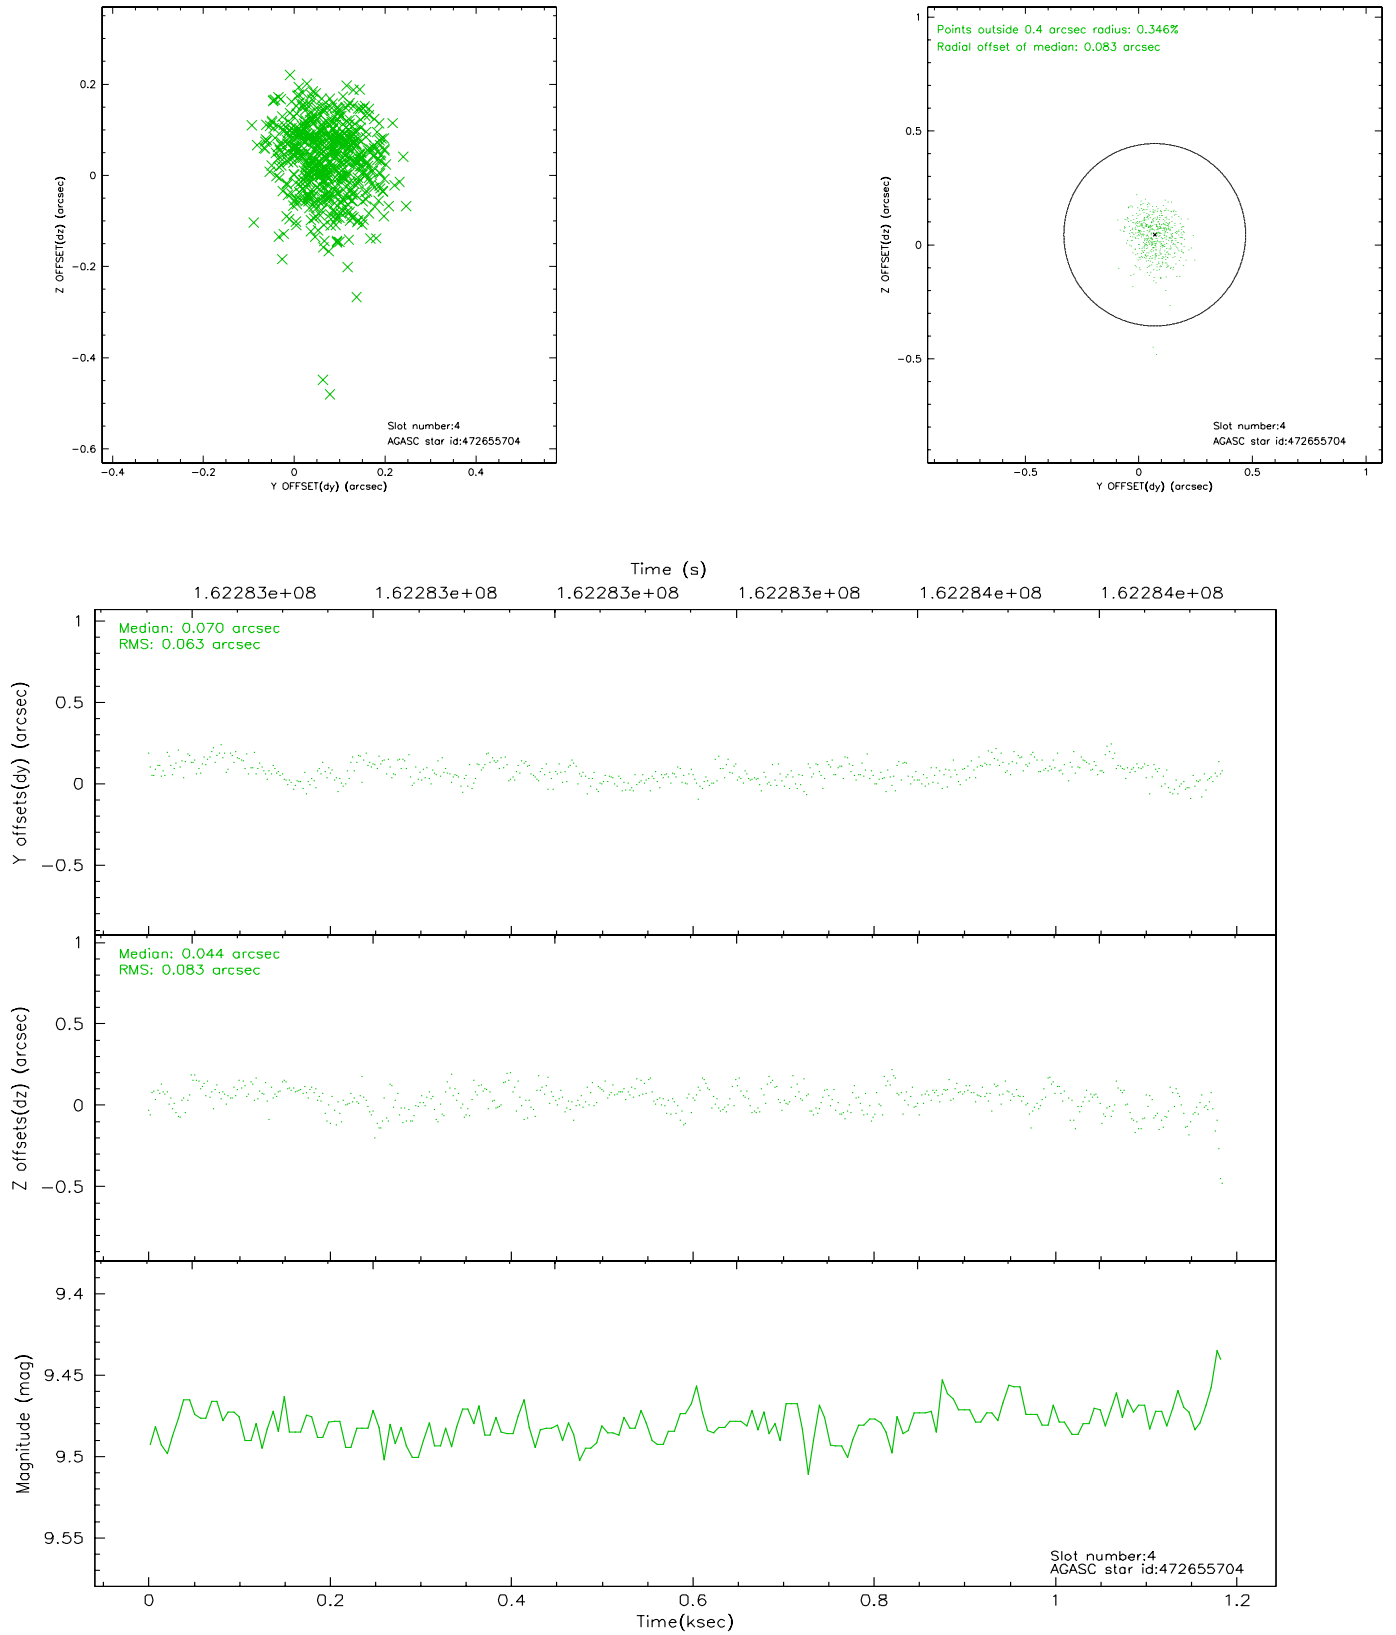 0.2
0
−0.2
−0.4
−0.6
Z OFFSET(dz) (arcsec)
Slot number:4
AGASC star id:472655704
−0.4
−0.2
0
0.2
0.4
Y OFFSET(dy) (arcsec)
Points outside 0.4 arcsec radius: 0.346%
Radial offset of median: 0.083 arcsec
1
0.5
0
−0.5
Z OFFSET(dz) (arcsec)
Slot number:4
AGASC star id:472655704
−0.5
0
0.5
1
Y OFFSET(dy) (arcsec)
Time (s)
1.62283e+08
1.62283e+08
1.62283e+08
1.62283e+08
1.62284e+08
1.62284e+08
Median: 0.070 arcsec
RMS: 0.063 arcsec
1
0.5
0
−0.5
Y offsets(dy) (arcsec)
Median: 0.044 arcsec
RMS: 0.083 arcsec
1
0.5
0
−0.5
Z offsets(dz) (arcsec)
9.4
9.45
9.5
9.55
Magnitude (mag)
Slot number:4
AGASC star id:472655704
0
0.2
0.4
0.6
0.8
1
1.2
Time(ksec)